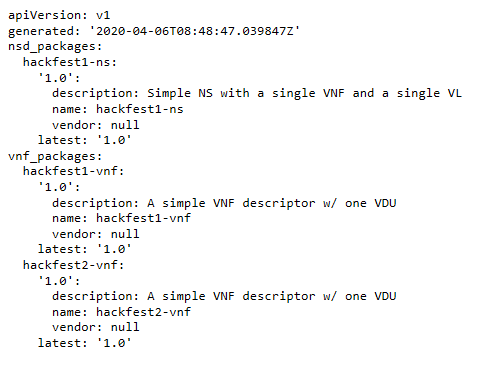 apiVersion: v1
generated: '2020-04-06T08:48:47.039847Z'
nsd_packages:
  hackfest1-ns:
    '1.0':
      description: Simple NS with a single VNF and a single VL
      name: hackfest1-ns
      vendor: null
    latest: '1.0'
vnf_packages:
  hackfest1-vnf:
    '1.0':
      description: A simple VNF descriptor w/ one VDU
      name: hackfest1-vnf
      vendor: null
    latest: '1.0'
  hackfest2-vnf:
    '1.0':
      description: A simple VNF descriptor w/ one VDU
      name: hackfest2-vnf
      vendor: null
    latest: '1.0'